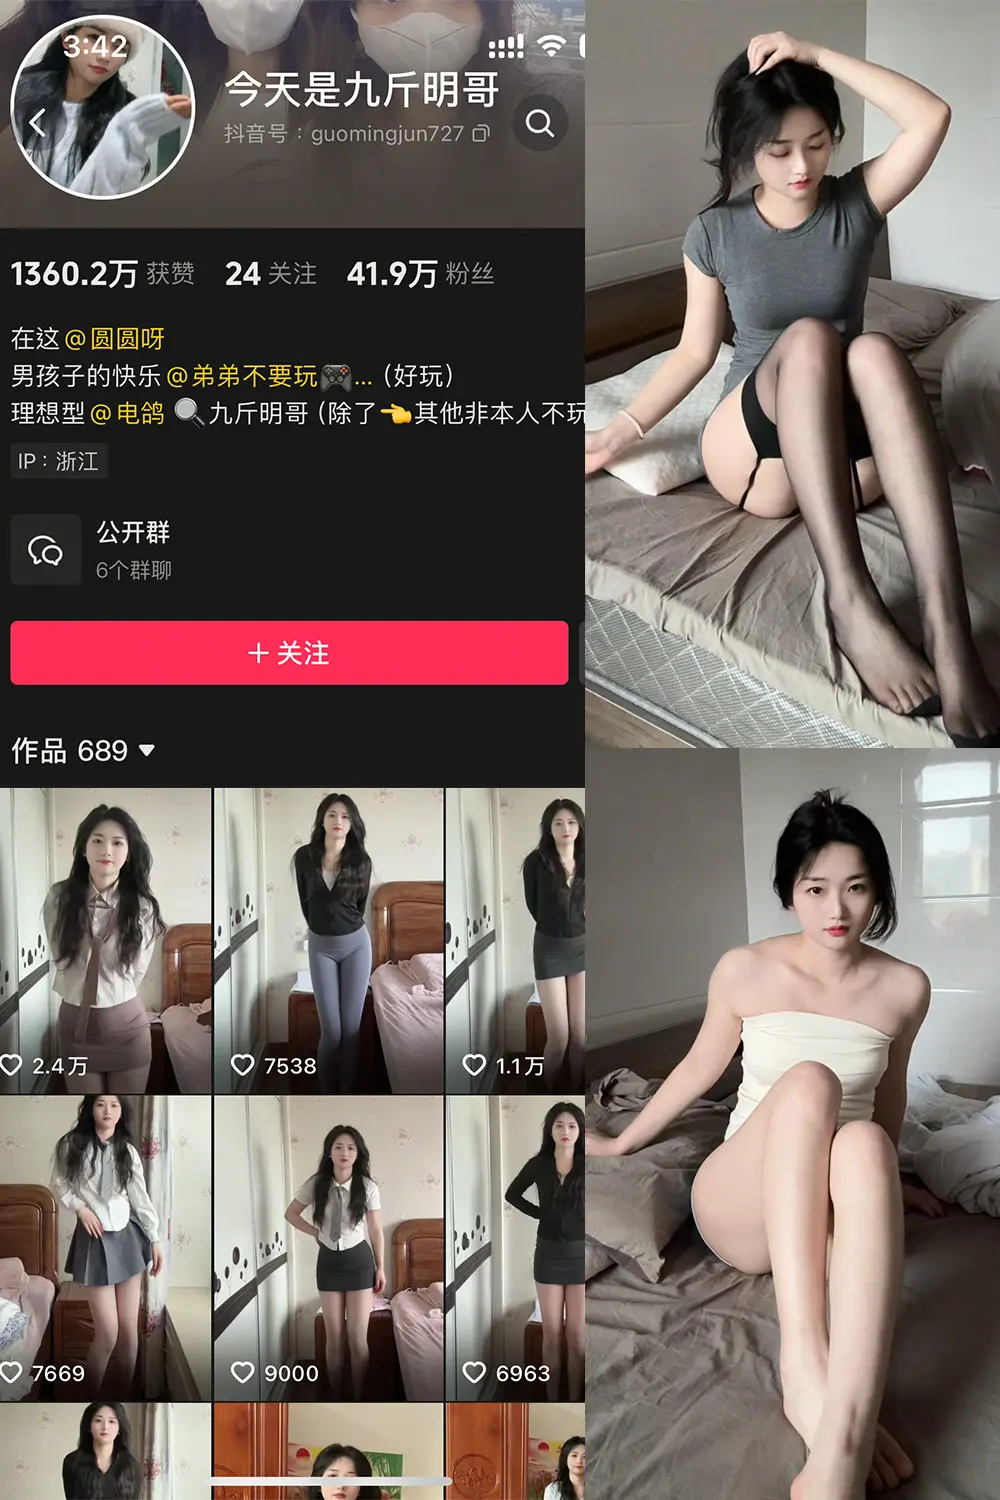 3:42
今天是九斤明哥
抖音号：guomingjun727
1360.2万 获赞 24 关注 41.9万 粉丝
在这@圆圆呀
男孩子的快乐@弟弟不要玩🎮...（好玩）
理想型@电鸽🔍九斤明哥（除了👈其他非本人不玩
IP：浙江
公开群
6个群聊
＋关注
作品 689
2.4万
7538
1.1万
7669
9000
6963